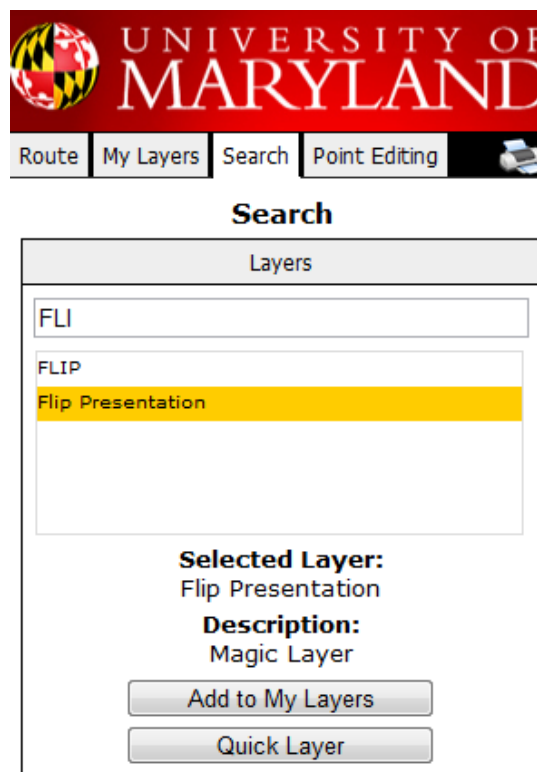 UNIVERSITY OF
MARYLAND
Route My Layers Search Point Editing
Search
Layers
FLI
FLIP
Flip Presentation
Selected Layer:
Flip Presentation
Description:
Magic Layer
Add to My Layers
Quick Layer